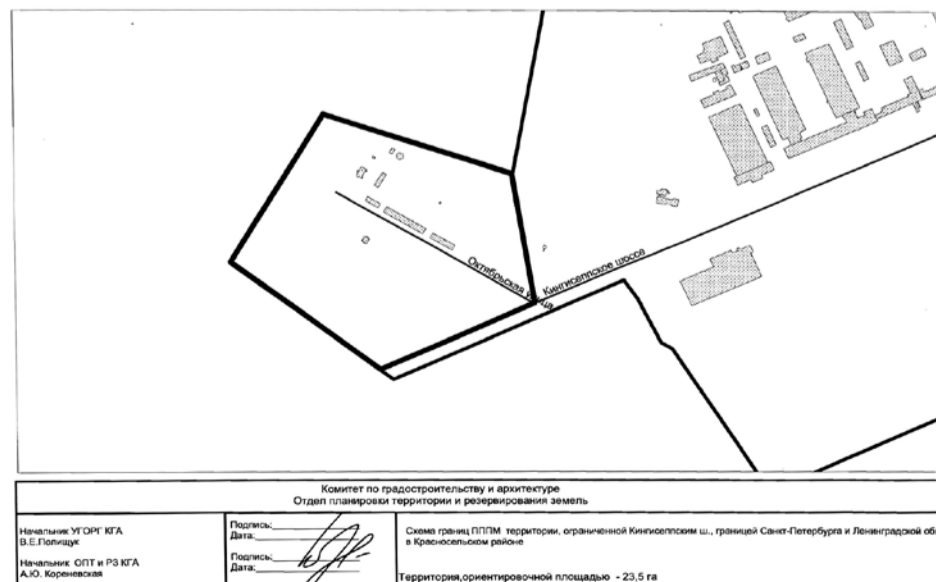 Кингисеппское шоссе
Октябрьская улица
Комитет по градостроительству и архитектуре
Отдел планировки территории и резервирования земель
Начальник УГОРГ КГА
В.Е.Полищук
Начальник ОПТ и РЗ КГА
А.Ю. Кореневская
Подпись:
Дата:
Подпись:
Дата:
Схема границ ПППМ территории, ограниченной Кингисеппским ш., границей Санкт-Петербурга и Ленинградской об
в Красносельском районе
Территория,ориентировочной площадью - 23,5 га